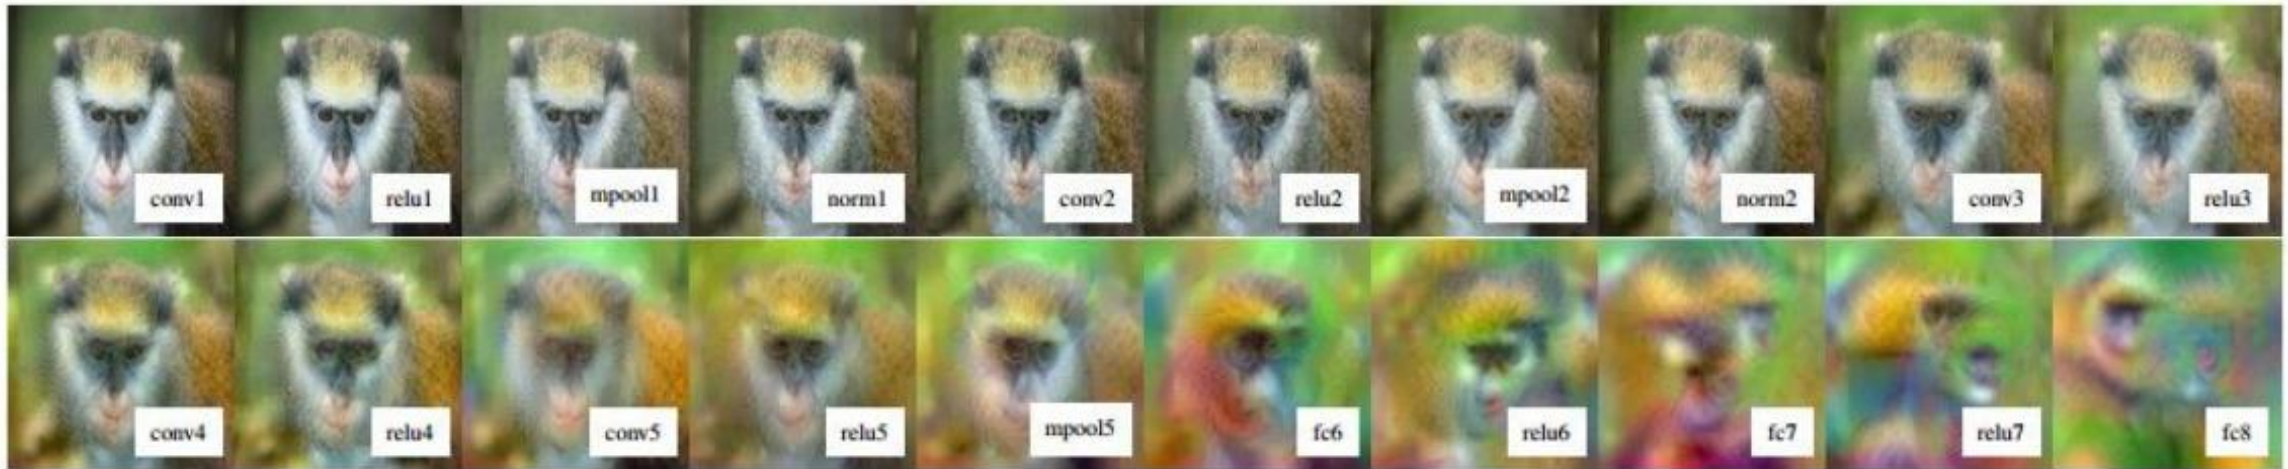 conv1 relu1 mpool1 norm1 conv2 relu2 mpool2 norm2 conv3 relu3
conv4 relu4 conv5 relu5 mpool5 fc6 relu6 fc7 relu7 fc8